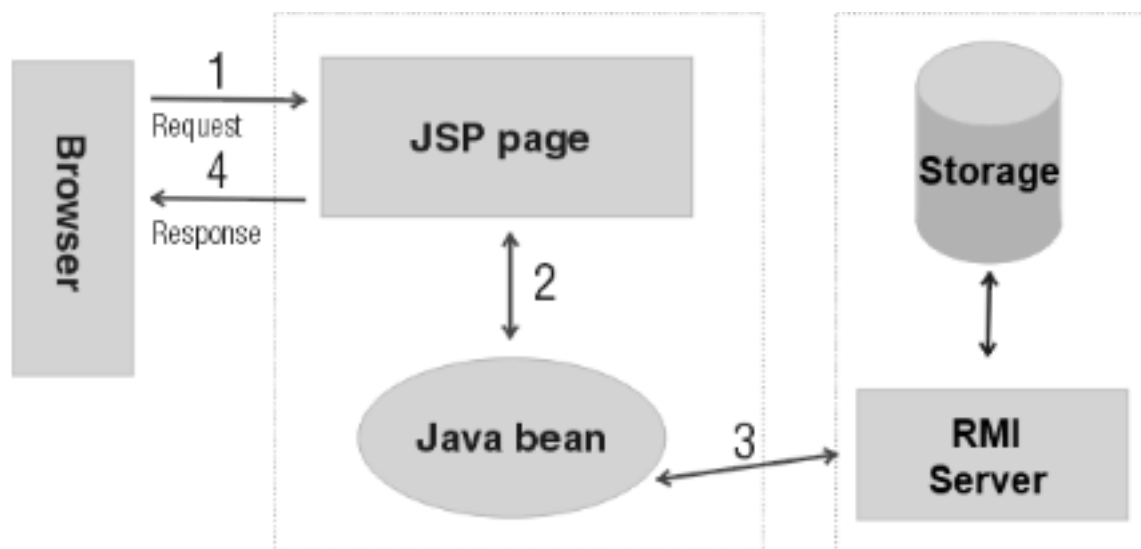 Browser
1
Request
4
Response
JSP page
2
Java bean
3
Storage
RMI
Server